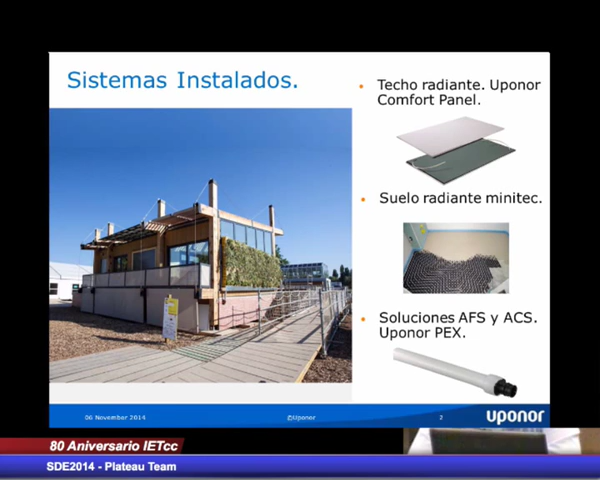 Sistemas Instalados.
Techo radiante. Uponor
Comfort Panel.
Suelo radiante minitec.
Soluciones AFS y ACS.
Uponor PEX.
06 November 2014
©Uponor
2
uponor
80 Aniversario IETcc
SDE2014 - Plateau Team